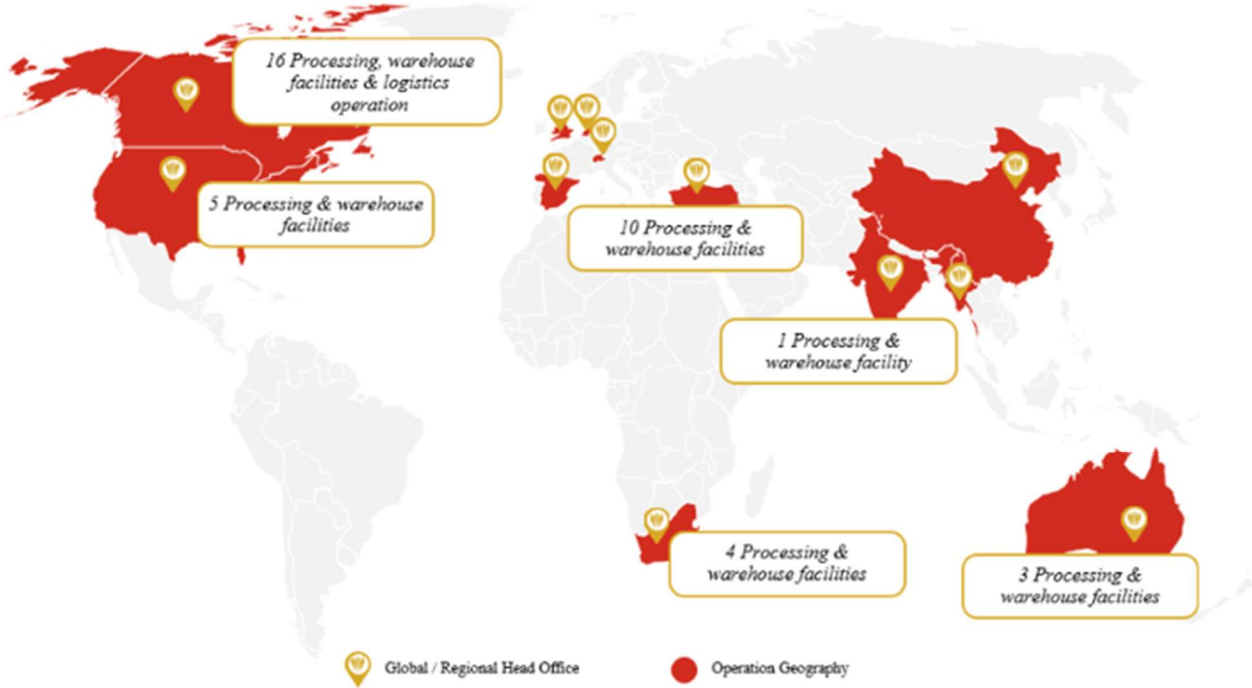 16 Processing, warehouse
facilities & logistics
operation
5 Processing & warehouse
facilities
10 Processing &
warehouse facilities
1 Processing &
warehouse facility
4 Processing &
warehouse facilities
3 Processing &
warehouse facilities
Global / Regional Head Office
Operation Geography